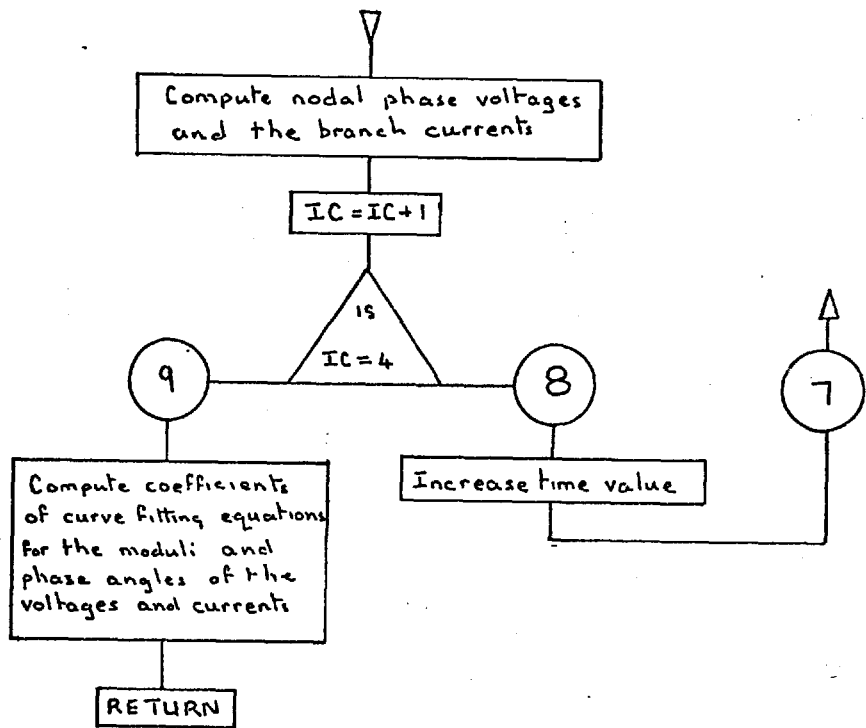 Compute nodal phase voltages
and the branch currents
IC = IC + 1
is
IC = 4
9
8
7
Compute coefficients
of curve fitting equations
for the moduli and
phase angles of the
voltages and currents
Increase time value
RETURN